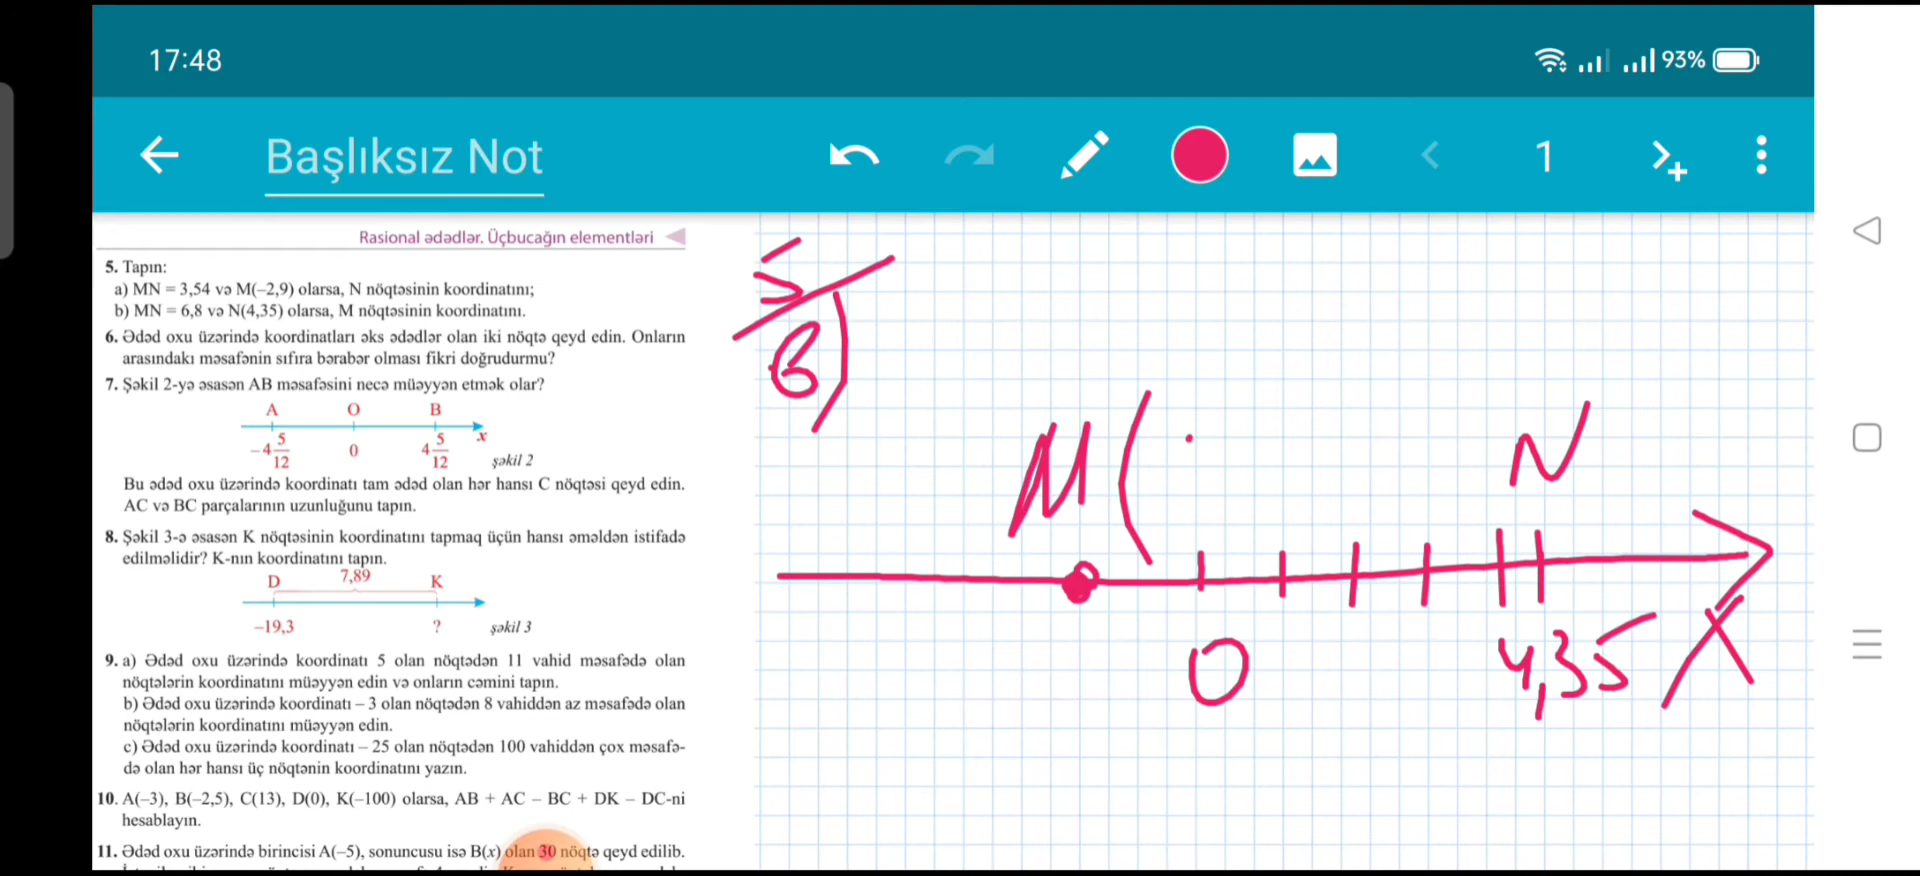 17:48
93%
Başlıksız Not
1
Rasional ədədlər. Üçbucağın elementləri
5. Tapın:
a) MN = 3,54 və M(–2,9) olarsa, N nöqtəsinin koordinatını;
b) MN = 6,8 və N(4,35) olarsa, M nöqtəsinin koordinatını.
6. Ədəd oxu üzərində koordinatları əks ədədlər olan iki nöqtə qeyd edin. Onların
arasındakı məsafənin sıfıra bərabər olması fikri doğrudurmu?
7. Şəkil 2-yə əsasən AB məsafəsini necə müəyyən etmək olar?
A O B
x
–4 5/12 0 4 5/12
şəkil 2
Bu ədəd oxu üzərində koordinatı tam ədəd olan hər hansı C nöqtəsi qeyd edin.
AC və BC parçalarının uzunluğunu tapın.
8. Şəkil 3-ə əsasən K nöqtəsinin koordinatını tapmaq üçün hansı əməldən istifadə
edilməlidir? K-nın koordinatını tapın.
D 7,89 K
–19,3 ? şəkil 3
9. a) Ədəd oxu üzərində koordinatı 5 olan nöqtədən 11 vahid məsafədə olan
nöqtələrin koordinatını müəyyən edin və onların cəmini tapın.
b) Ədəd oxu üzərində koordinatı – 3 olan nöqtədən 8 vahiddən az məsafədə olan
nöqtələrin koordinatını müəyyən edin.
c) Ədəd oxu üzərində koordinatı – 25 olan nöqtədən 100 vahiddən çox məsafə-
də olan hər hansı üç nöqtənin koordinatını yazın.
10. A(–3), B(–2,5), C(13), D(0), K(–100) olarsa, AB + AC – BC + DK – DC-ni
hesablayın.
11. Ədəd oxu üzərində birincisi A(–5), sonuncusu isə B(x) olan 30 nöqtə qeyd edilib.
5/B)
M( N
0 4,35 X